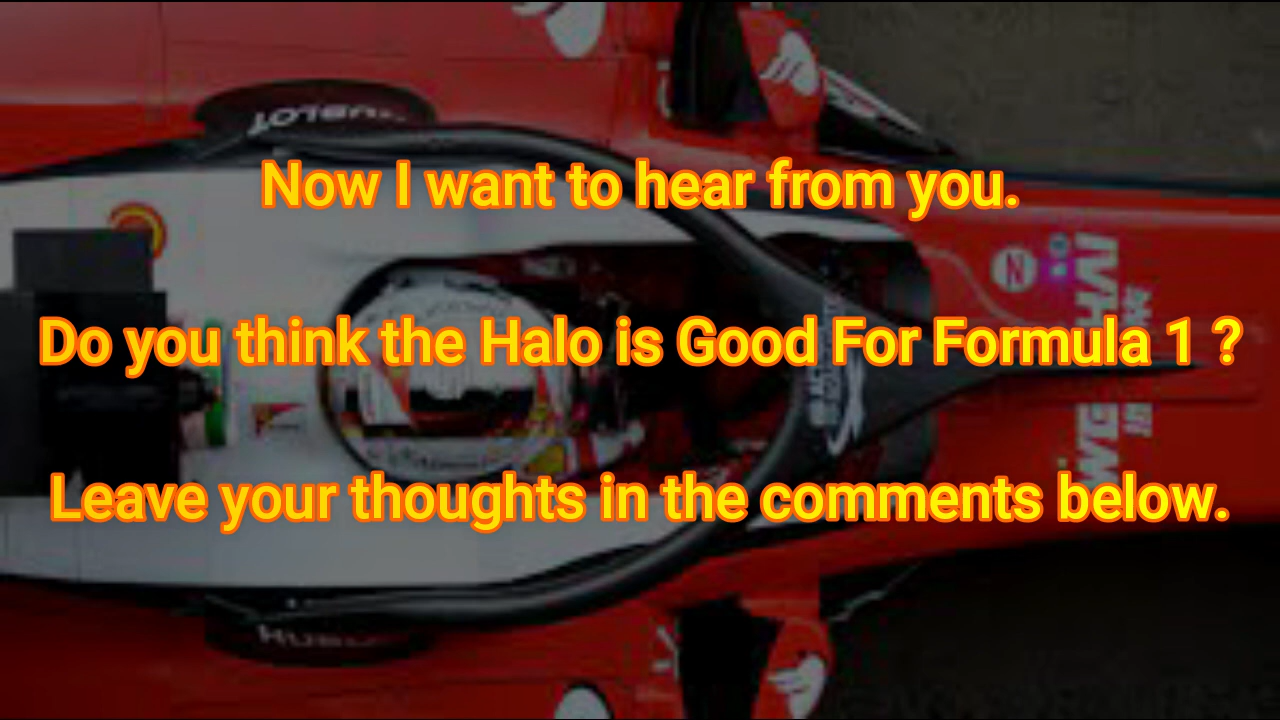 HUBLOT
Now I want to hear from you.
Do you think the Halo is Good For Formula 1 ?
Leave your thoughts in the comments below.